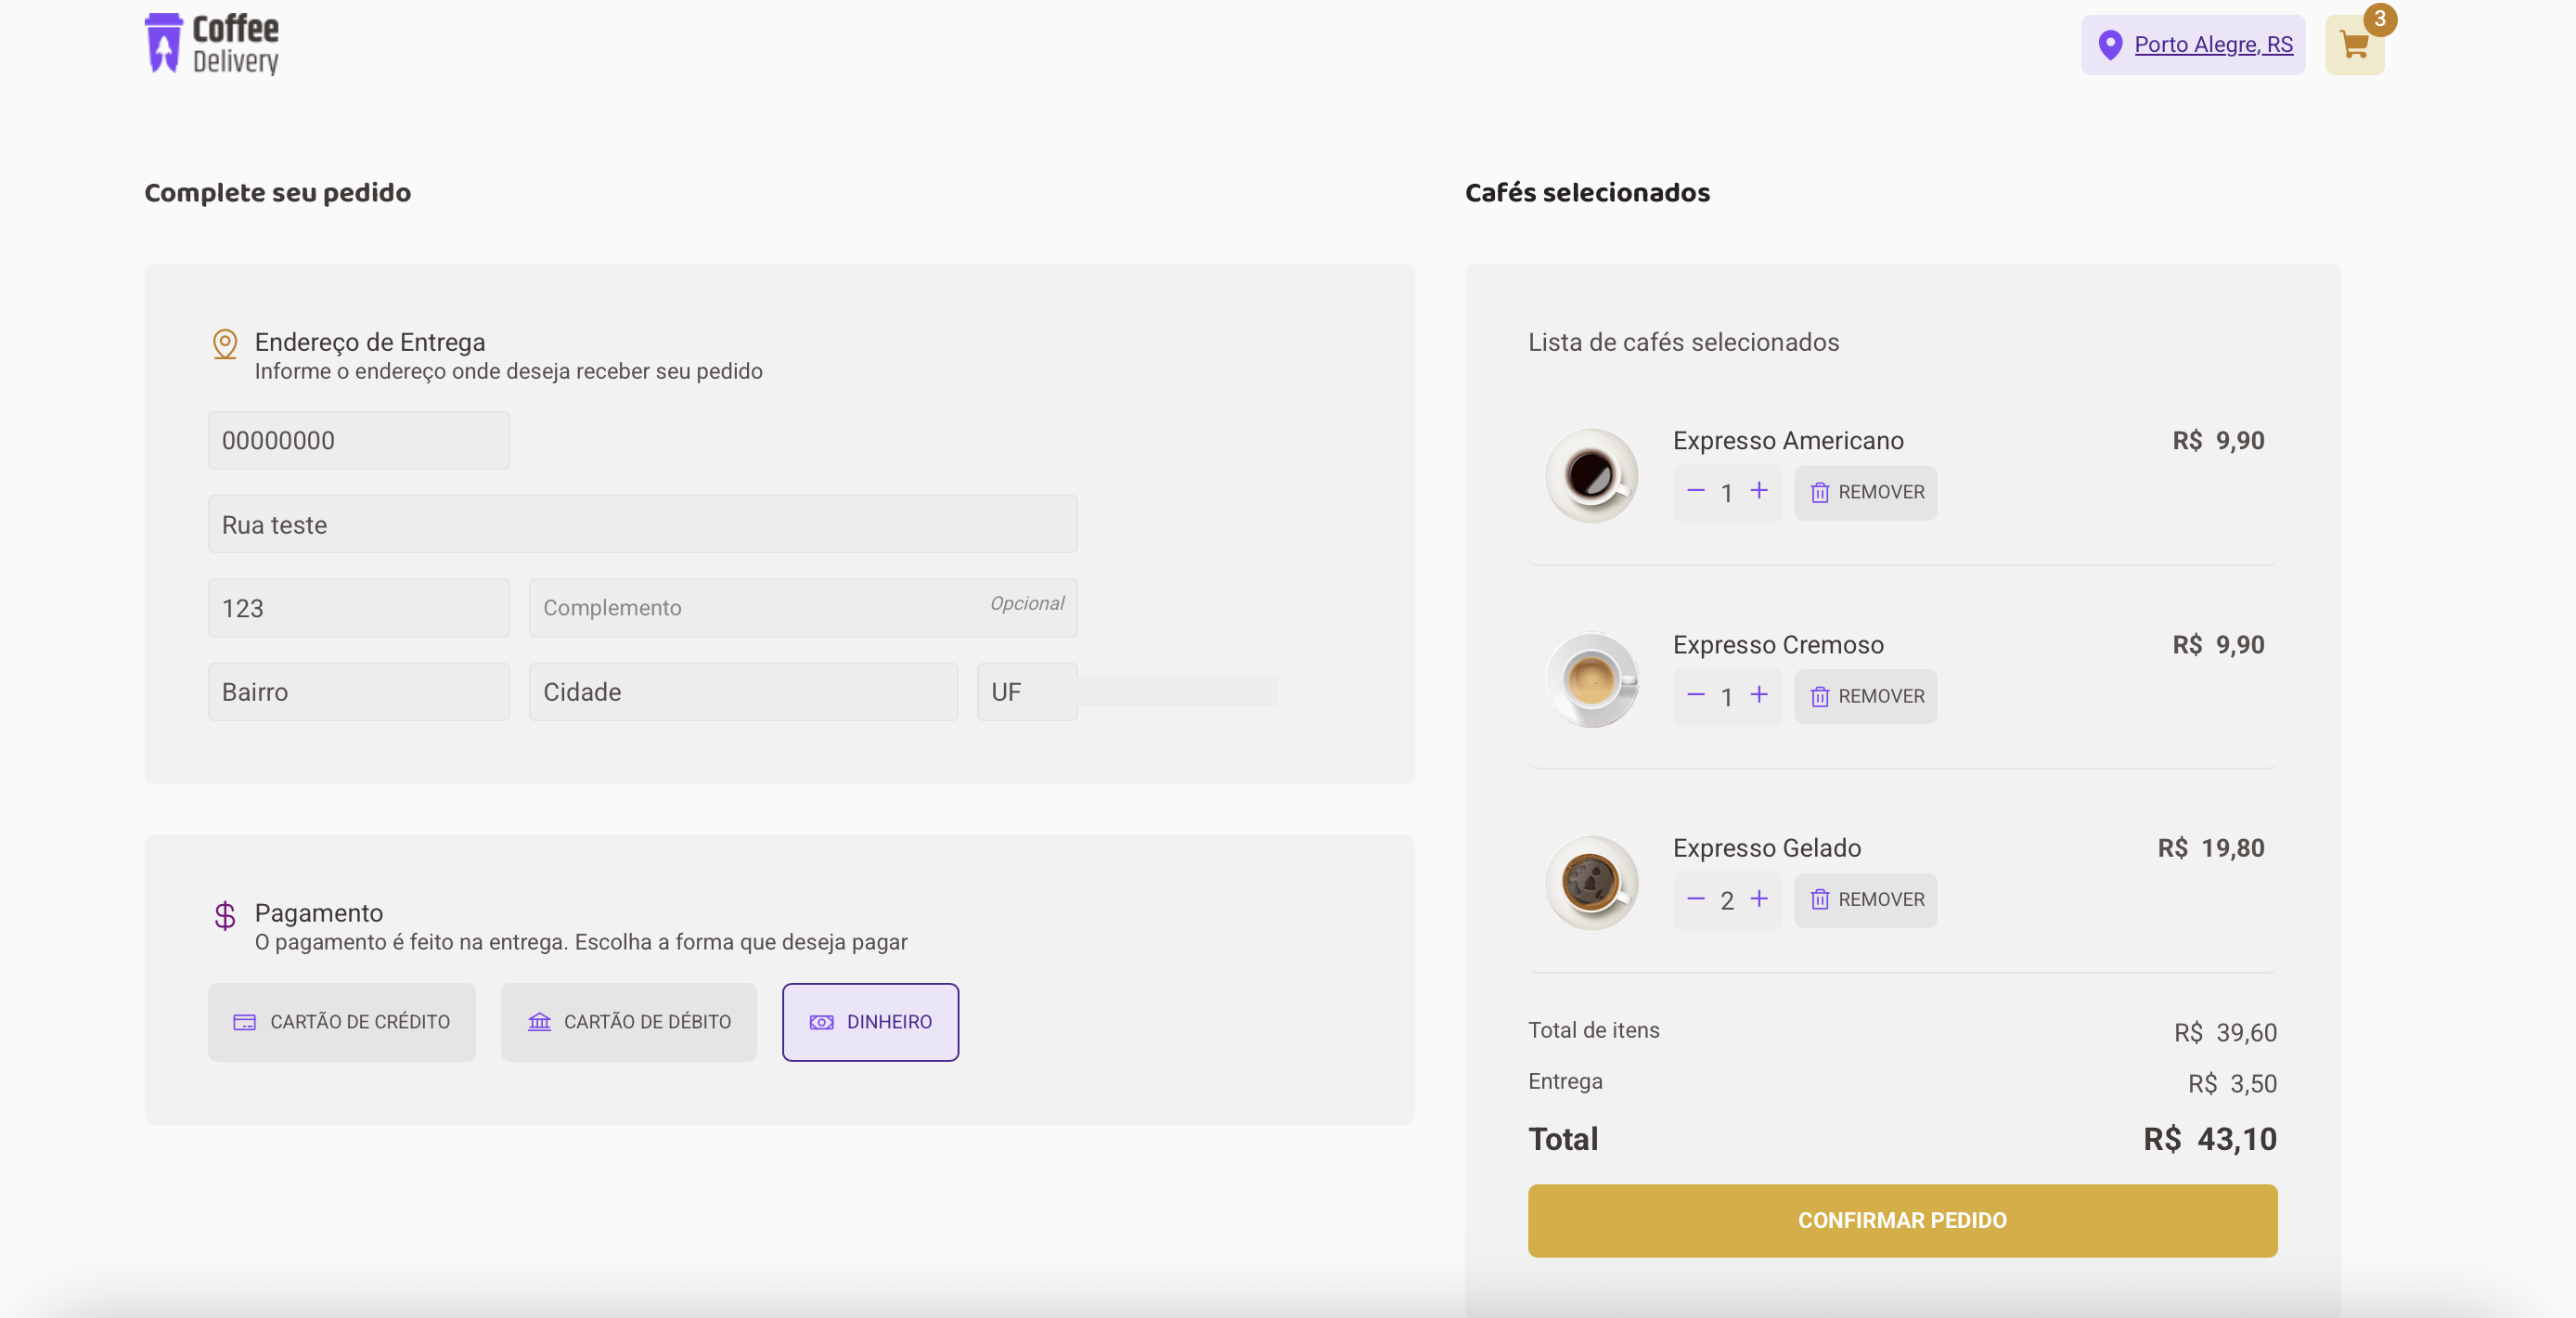 Coffee
Delivery
Porto Alegre, RS
3
Complete seu pedido
Endereço de Entrega
Informe o endereço onde deseja receber seu pedido
00000000
Rua teste
123
Complemento
Opcional
Bairro
Cidade
UF
Pagamento
O pagamento é feito na entrega. Escolha a forma que deseja pagar
CARTÃO DE CRÉDITO
CARTÃO DE DÉBITO
DINHEIRO
Cafés selecionados
Lista de cafés selecionados
Expresso Americano
R$ 9,90
1
REMOVER
Expresso Cremoso
R$ 9,90
1
REMOVER
Expresso Gelado
R$ 19,80
2
REMOVER
Total de itens
R$ 39,60
Entrega
R$ 3,50
Total
R$ 43,10
CONFIRMAR PEDIDO